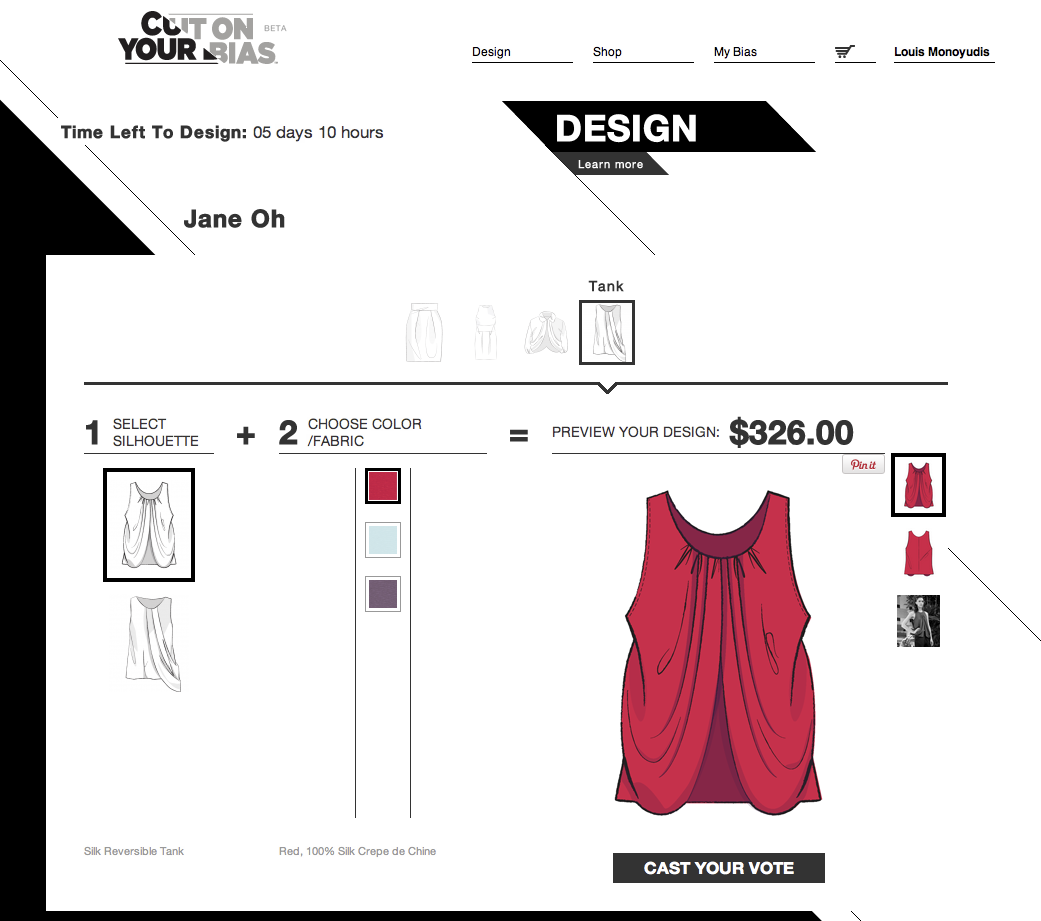 CUT ON
YOUR BIAS BETA
Design
Shop
My Bias
Louis Monoyudis
Time Left To Design: 05 days 10 hours
DESIGN
Learn more
Jane Oh
Tank
1 SELECT
SILHOUETTE
+
2 CHOOSE COLOR
/FABRIC
=
PREVIEW YOUR DESIGN: $326.00
Pin it
Silk Reversible Tank
Red, 100% Silk Crepe de Chine
CAST YOUR VOTE